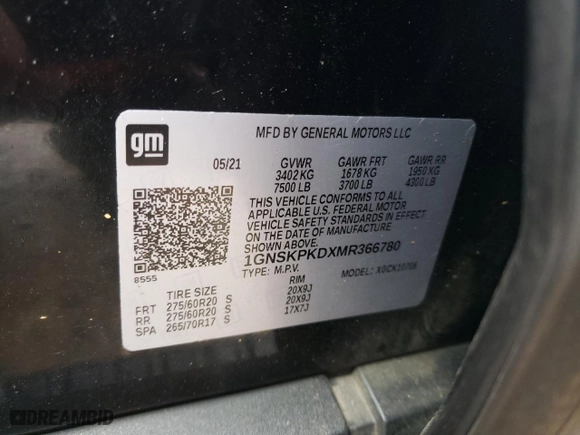 gm
MFD BY GENERAL MOTORS LLC
05/21 GVWR GAWR FRT GAWR RR
3402 KG 1678 KG 1950 KG
7500 LB 3700 LB 4300 LB
THIS VEHICLE CONFORMS TO ALL
APPLICABLE U.S. FEDERAL MOTOR
VEHICLE SAFETY STANDARDS IN
EFFECT ON THE DATE OF MANUFACTURE
SHOWN ABOVE.
1GNSKPKDXMR366780
8555
TYPE: M.P.V. MODEL: X0CK10706
TIRE SIZE RIM
FRT 275/60R20 S 20X9J
RR 275/60R20 S 20X9J
SPA 265/70R17 S 17X7J
DREAMBID